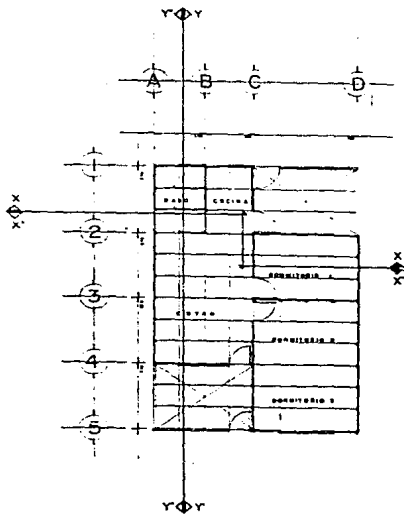 Y Y
A B C D
1
BAÑO COCINA
X X
2
DORMITORIO 1
X X
3
ESTAR
4
DORMITORIO 2
DORMITORIO 3
5
Y Y